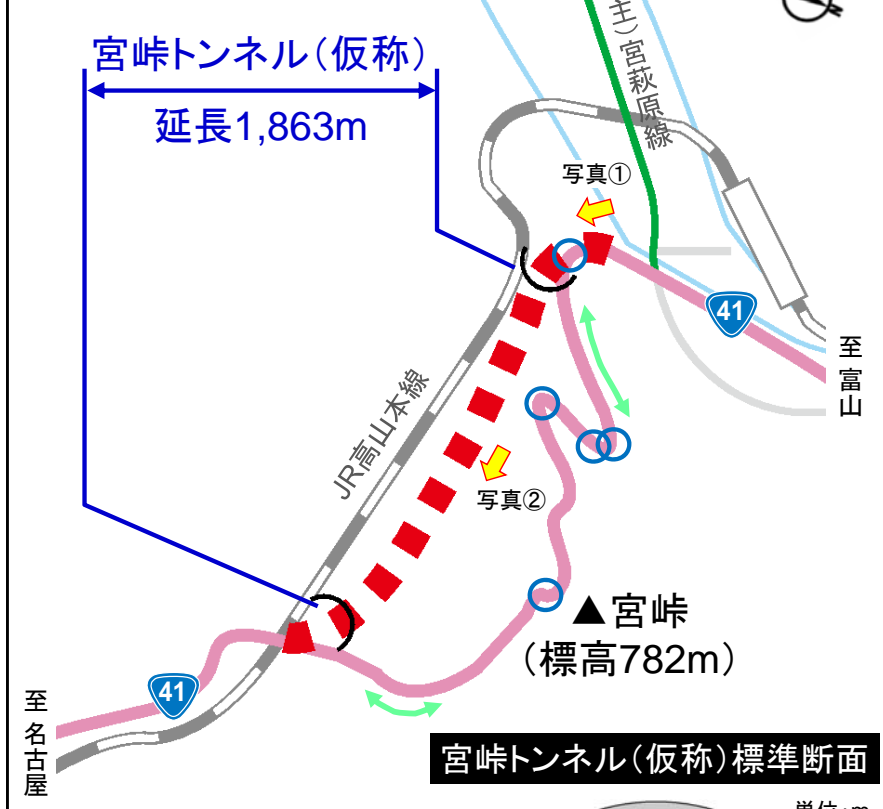 宮峠トンネル（仮称）
延長1,863m
主）宮萩原線
写真①
41
至 富山
JR高山本線
写真②
▲宮峠
（標高782m）
41
至 名古屋
宮峠トンネル（仮称）標準断面
単位：m